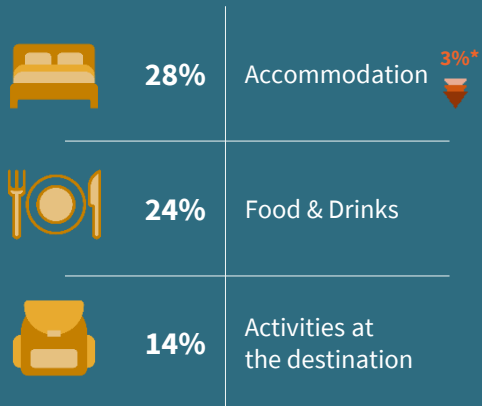 28% Accommodation 3%*
24% Food & Drinks
14% Activities at
the destination